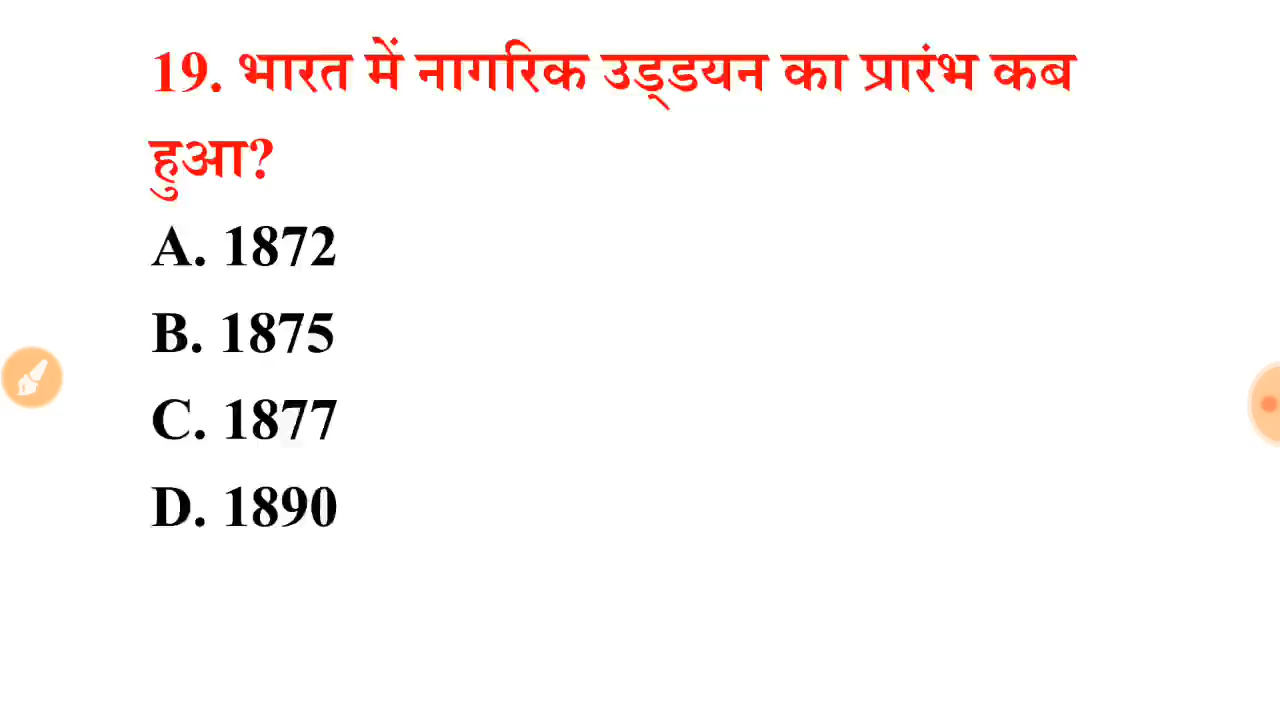 19. भारत में नागरिक उड्डयन का प्रारंभ कब
हुआ?
A. 1872
B. 1875
C. 1877
D. 1890